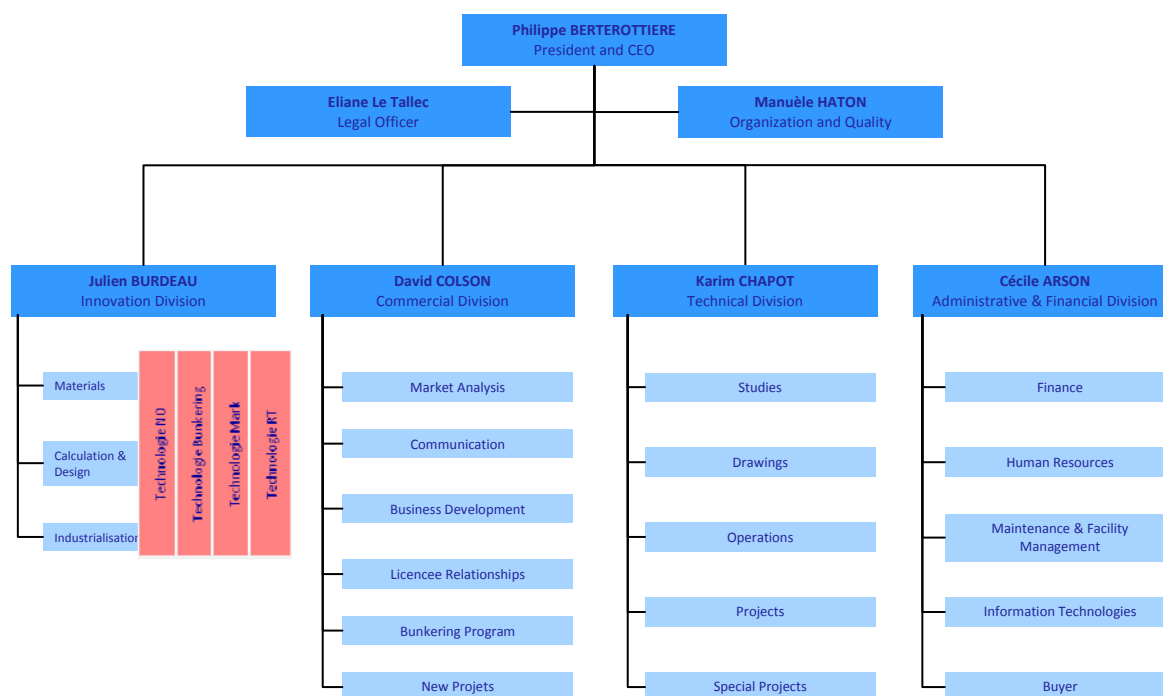 Philippe BERTEROTTIERE
President and CEO
Eliane Le Tallec
Legal Officer
Manuèle HATON
Organization and Quality
Julien BURDEAU
Innovation Division
David COLSON
Commercial Division
Karim CHAPOT
Technical Division
Cécile ARSON
Administrative & Financial Division
Materials
Calculation &
Design
Industrialisation
Technologie NO
Technologie Bunkering
Technologie Mark
Technologie RT
Market Analysis
Communication
Business Development
Licencee Relationships
Bunkering Program
New Projets
Studies
Drawings
Operations
Projects
Special Projects
Finance
Human Resources
Maintenance & Facility
Management
Information Technologies
Buyer